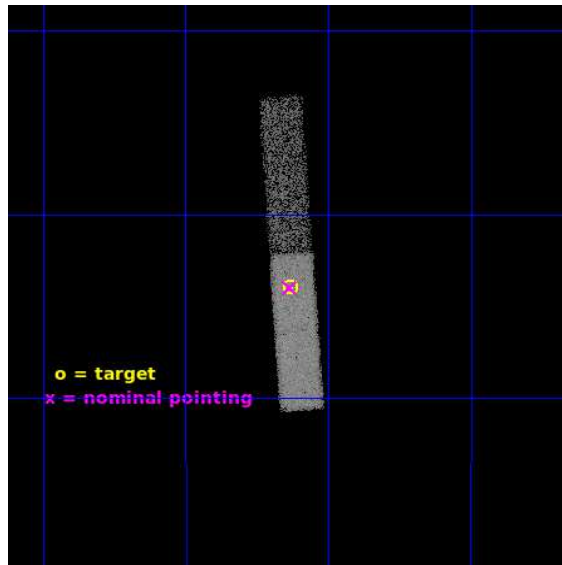 o = target
x = nominal pointing